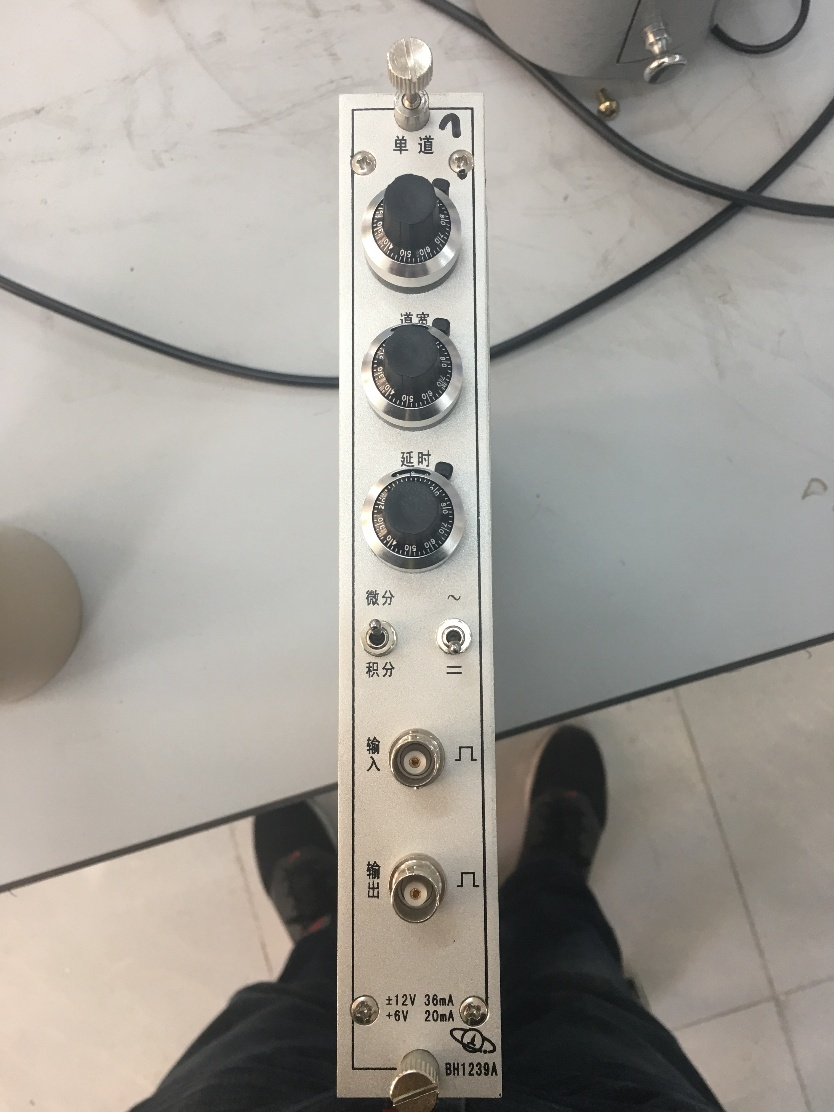 1
单道
道宽
延时
微分 ~
积分 =
输入
输出
±12V 36mA
+6V 20mA
BH1239A